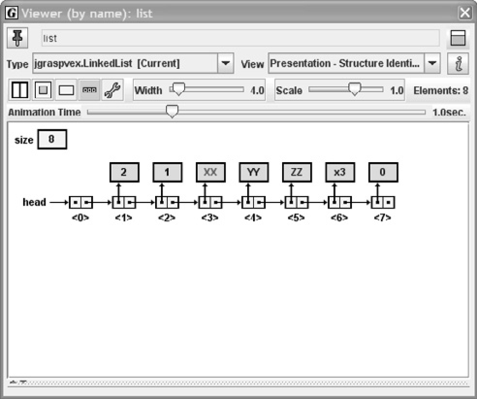 G Viewer (by name): list
list
Type jgraspvex.LinkedList [Current] View Presentation - Structure Identi... i
Width 4.0 Scale 1.0 Elements: 8
Animation Time 1.0sec.
size 8
2 1 XX YY ZZ x3 0
head
<0> <1> <2> <3> <4> <5> <6> <7>